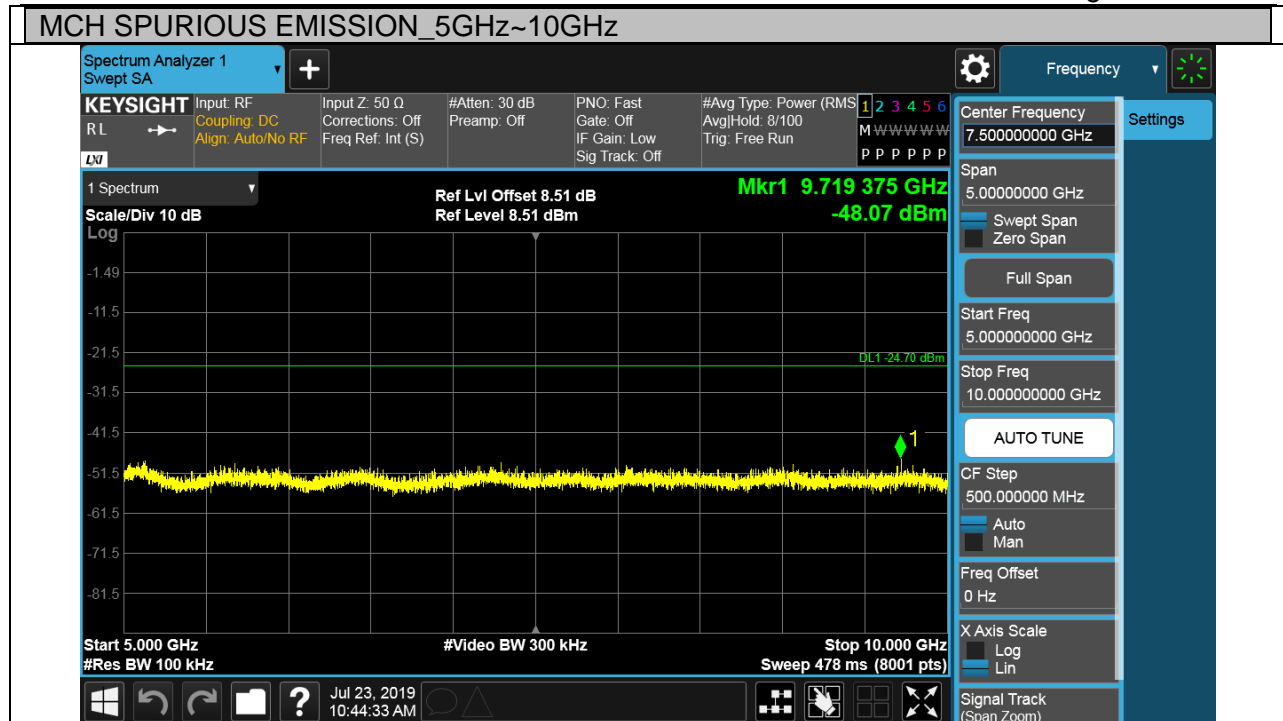 MCH SPURIOUS EMISSION_5GHz~10GHz
Spectrum Analyzer 1
Swept SA
Frequency
KEYSIGHT
RL
LXI
Input: RF
Coupling: DC
Align: Auto/No RF
Input Z: 50 Ω
Corrections: Off
Freq Ref: Int (S)
#Atten: 30 dB
Preamp: Off
PNO: Fast
Gate: Off
IF Gain: Low
Sig Track: Off
#Avg Type: Power (RMS
Avg|Hold: 8/100
Trig: Free Run
1 2 3 4 5 6
M W W W W W
P P P P P P
Center Frequency
7.500000000 GHz
Settings
1 Spectrum
Scale/Div 10 dB
Log
Ref Lvl Offset 8.51 dB
Ref Level 8.51 dBm
Mkr1 9.719 375 GHz
-48.07 dBm
Span
5.00000000 GHz
Swept Span
Zero Span
Full Span
Start Freq
5.000000000 GHz
Stop Freq
10.000000000 GHz
AUTO TUNE
CF Step
500.000000 MHz
Auto
Man
Freq Offset
0 Hz
X Axis Scale
Log
Lin
Signal Track
(Span Zoom)
-1.49
-11.5
-21.5
DL1 -24.70 dBm
-31.5
-41.5
1
-51.5
-61.5
-71.5
-81.5
Start 5.000 GHz
#Video BW 300 kHz
Stop 10.000 GHz
#Res BW 100 kHz
Sweep 478 ms (8001 pts)
?
Jul 23, 2019
10:44:33 AM